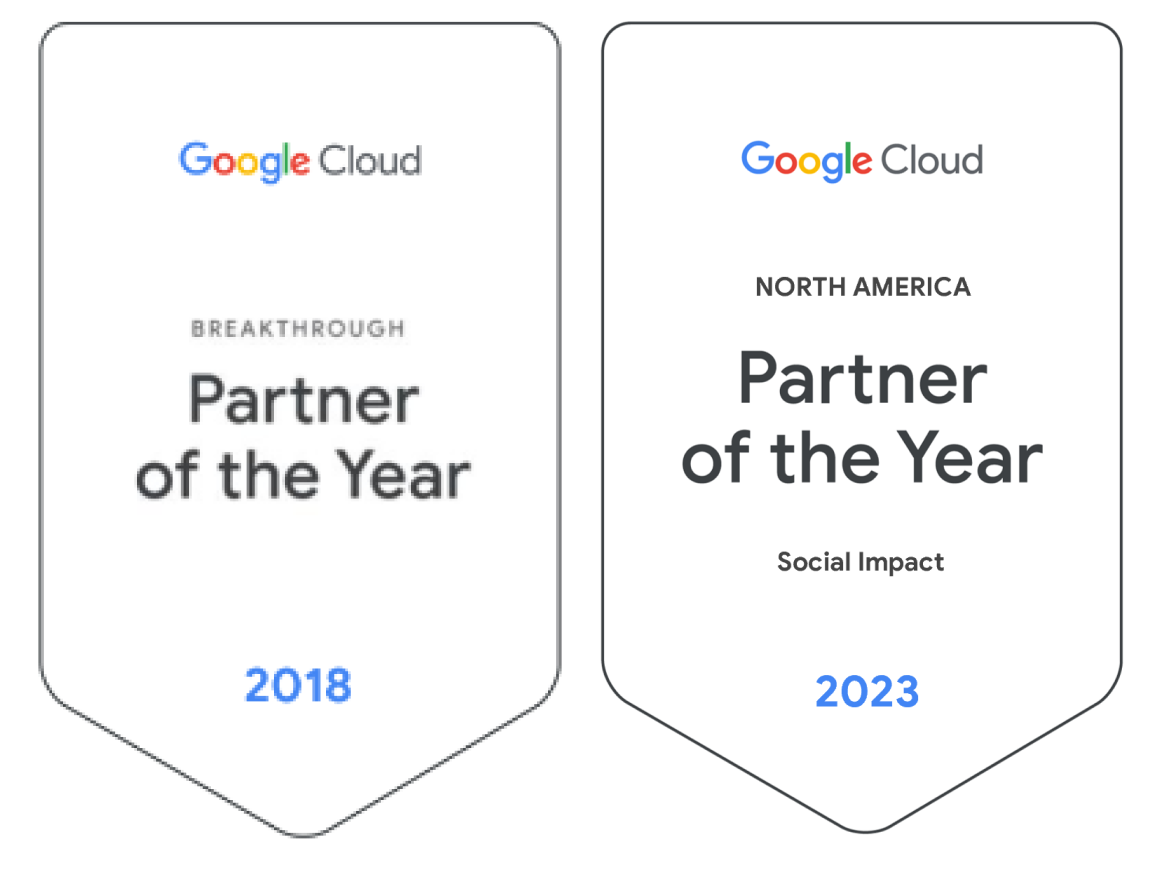 Google Cloud
BREAKTHROUGH
Partner
of the Year
2018
Google Cloud
NORTH AMERICA
Partner
of the Year
Social Impact
2023